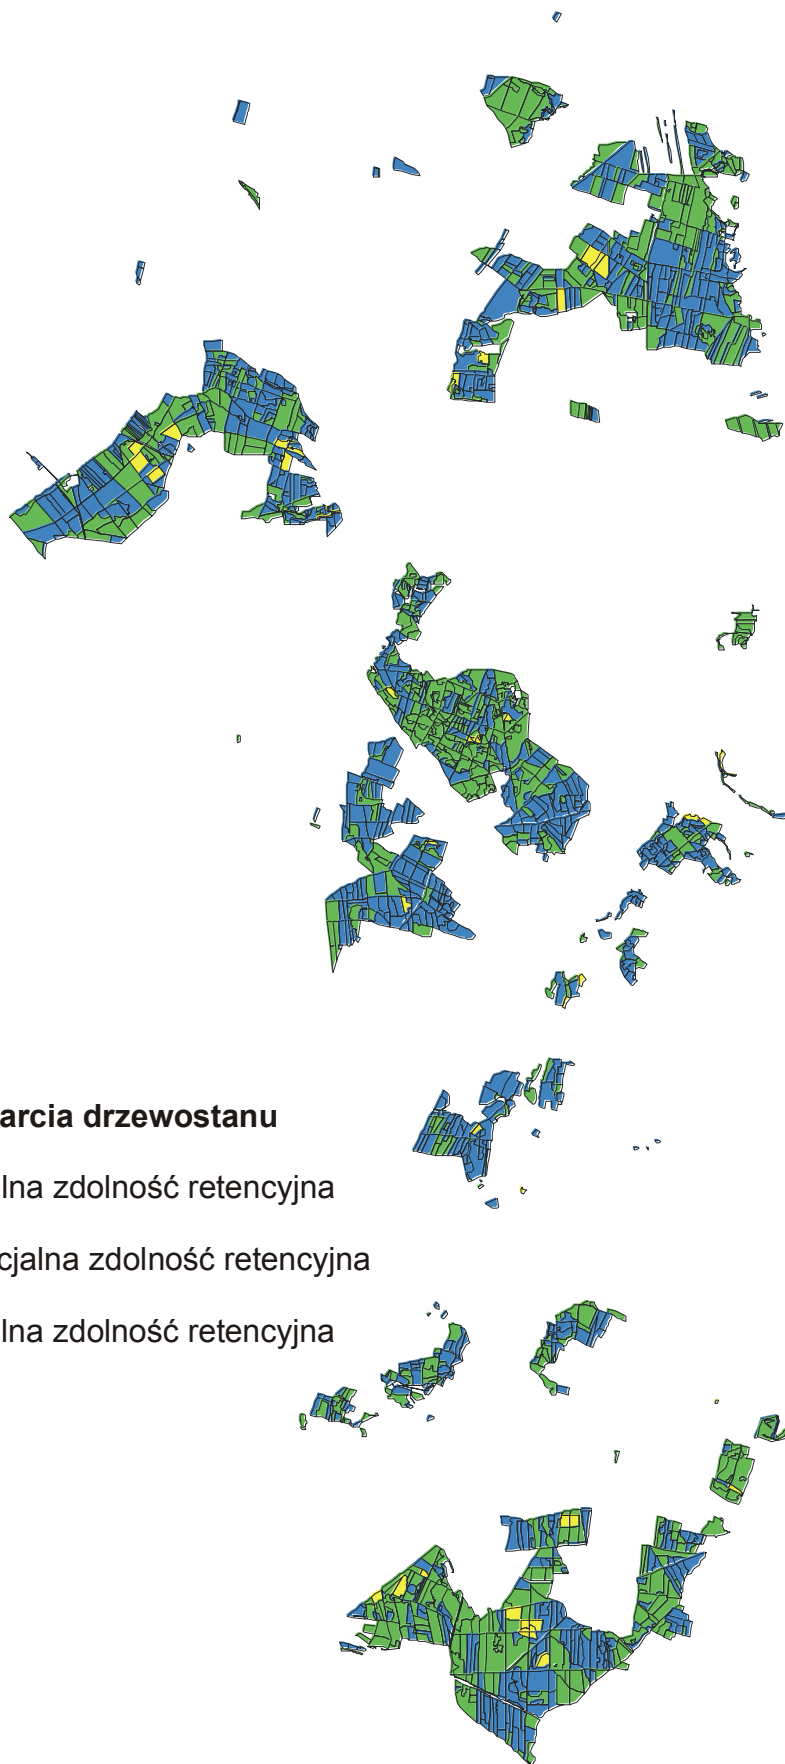 arcia drzewostanu
lna zdolność retencyjna
cjalna zdolność retencyjna
lna zdolność retencyjna